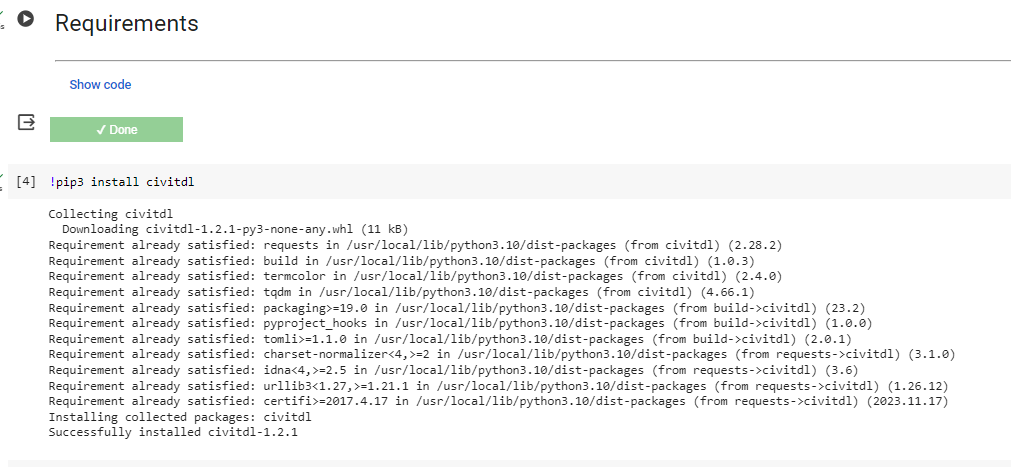 Requirements
Show code
✓ Done
[4] !pip3 install civitdl
Collecting civitdl
Downloading civitdl-1.2.1-py3-none-any.whl (11 kB)
Requirement already satisfied: requests in /usr/local/lib/python3.10/dist-packages (from civitdl) (2.28.2)
Requirement already satisfied: build in /usr/local/lib/python3.10/dist-packages (from civitdl) (1.0.3)
Requirement already satisfied: termcolor in /usr/local/lib/python3.10/dist-packages (from civitdl) (2.4.0)
Requirement already satisfied: tqdm in /usr/local/lib/python3.10/dist-packages (from civitdl) (4.66.1)
Requirement already satisfied: packaging>=19.0 in /usr/local/lib/python3.10/dist-packages (from build->civitdl) (23.2)
Requirement already satisfied: pyproject_hooks in /usr/local/lib/python3.10/dist-packages (from build->civitdl) (1.0.0)
Requirement already satisfied: tomli>=1.1.0 in /usr/local/lib/python3.10/dist-packages (from build->civitdl) (2.0.1)
Requirement already satisfied: charset-normalizer<4,>=2 in /usr/local/lib/python3.10/dist-packages (from requests->civitdl) (3.1.0)
Requirement already satisfied: idna<4,>=2.5 in /usr/local/lib/python3.10/dist-packages (from requests->civitdl) (3.6)
Requirement already satisfied: urllib3<1.27,>=1.21.1 in /usr/local/lib/python3.10/dist-packages (from requests->civitdl) (1.26.12)
Requirement already satisfied: certifi>=2017.4.17 in /usr/local/lib/python3.10/dist-packages (from requests->civitdl) (2023.11.17)
Installing collected packages: civitdl
Successfully installed civitdl-1.2.1